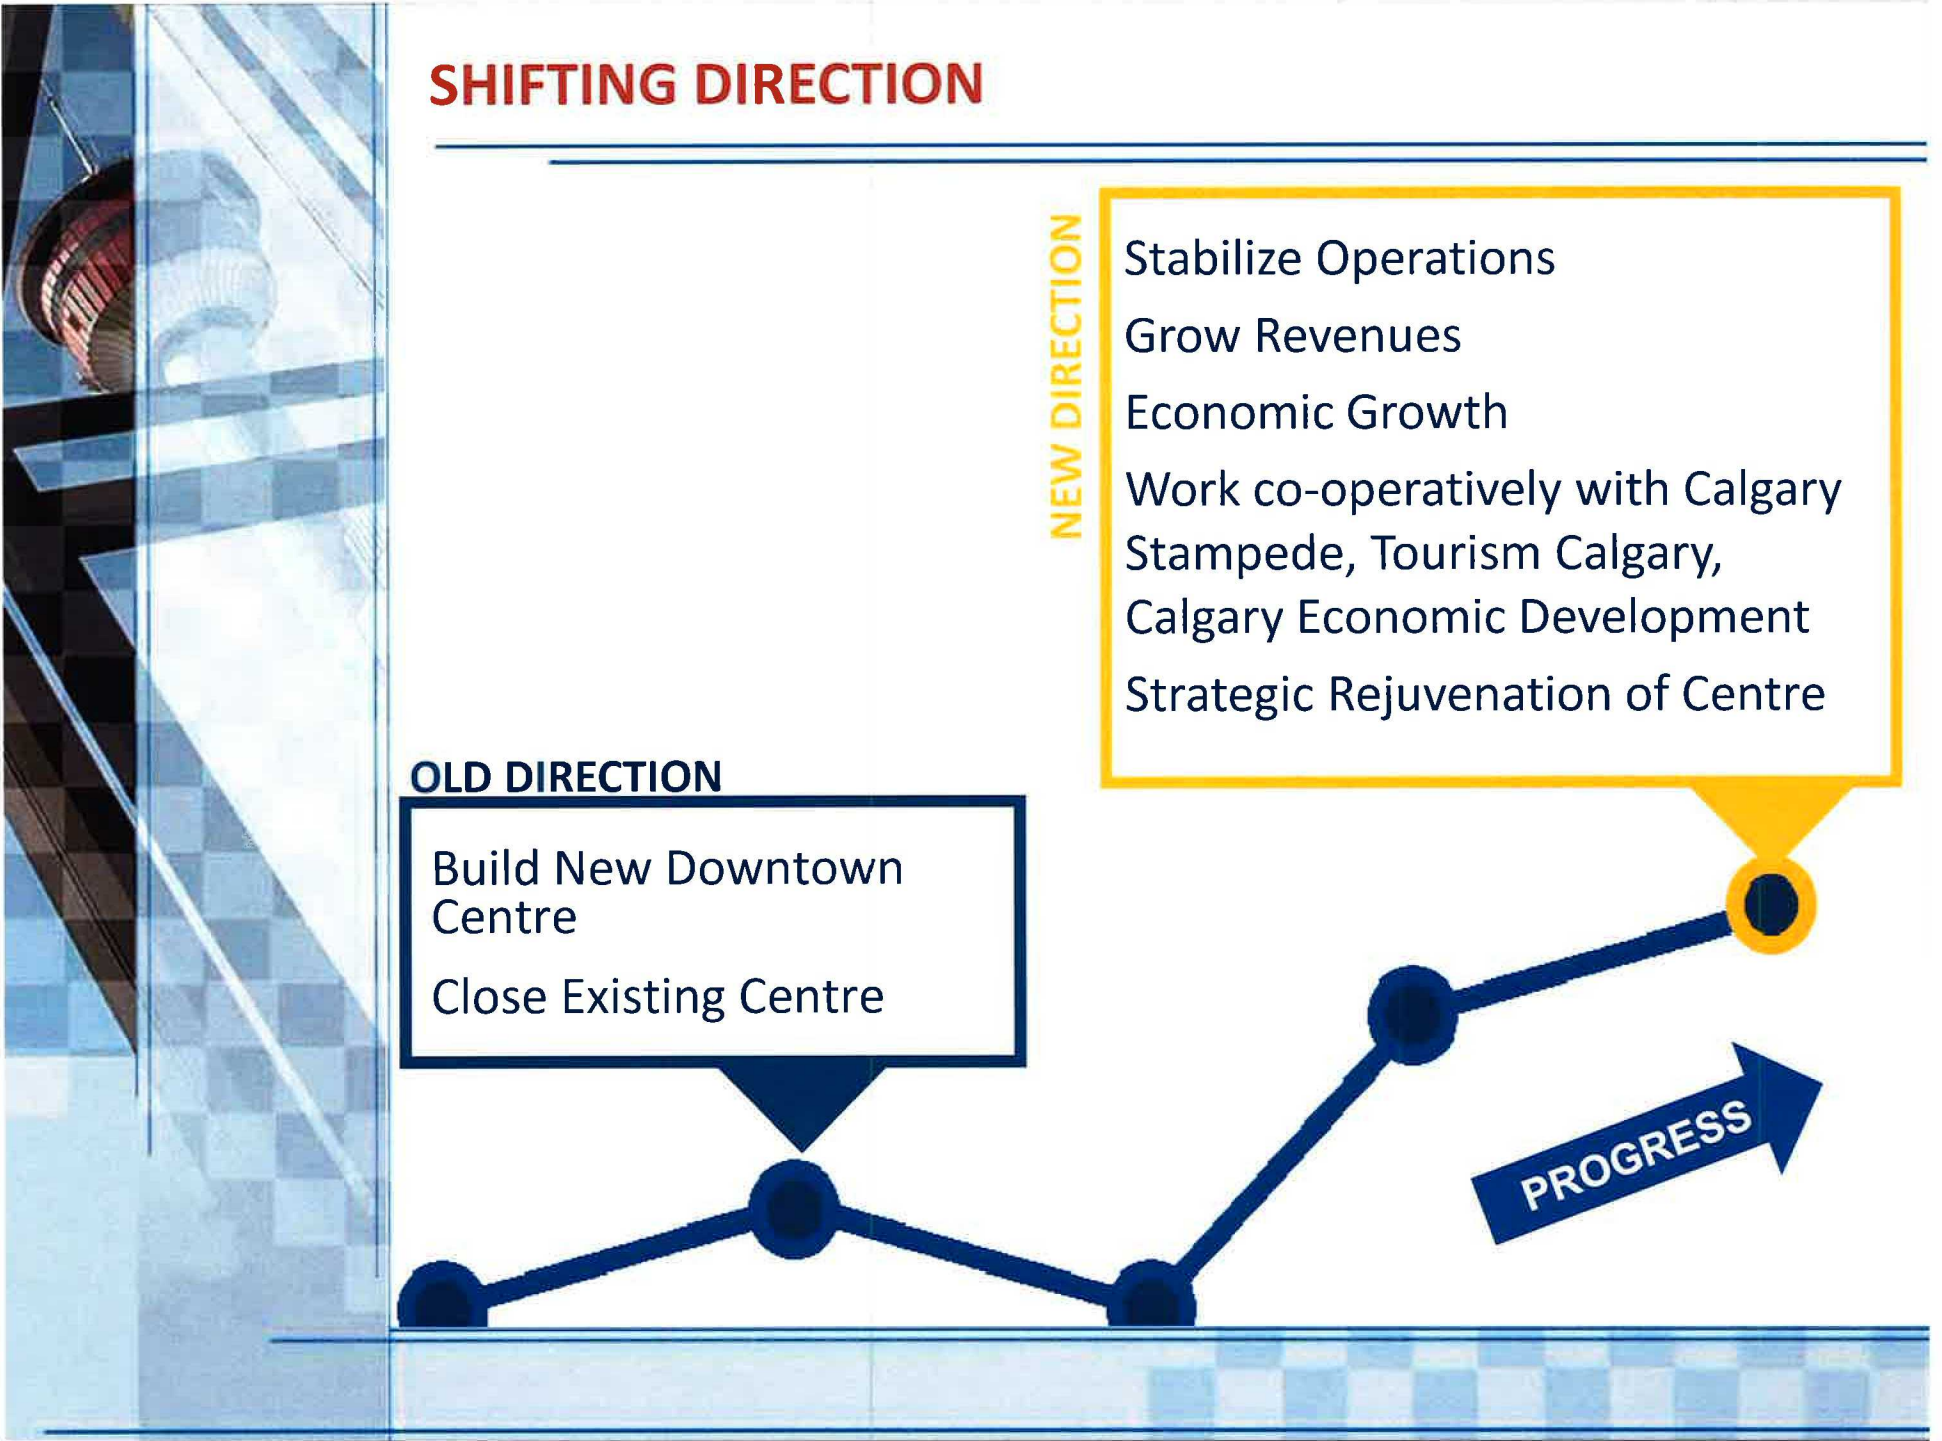 SHIFTING DIRECTION
NEW DIRECTION
Stabilize Operations
Grow Revenues
Economic Growth
Work co-operatively with Calgary
Stampede, Tourism Calgary,
Calgary Economic Development
Strategic Rejuvenation of Centre
OLD DIRECTION
Build New Downtown
Centre
Close Existing Centre
PROGRESS